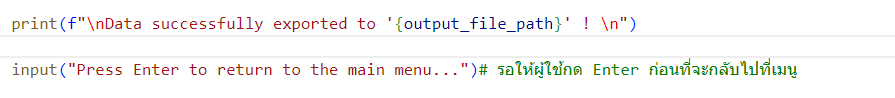 print(f"\nData successfully exported to '{output_file_path}' ! \n")
input("Press Enter to return to the main menu...")# รอให้ผู้ใช้กด Enter ก่อนที่จะกลับไปที่เมนู